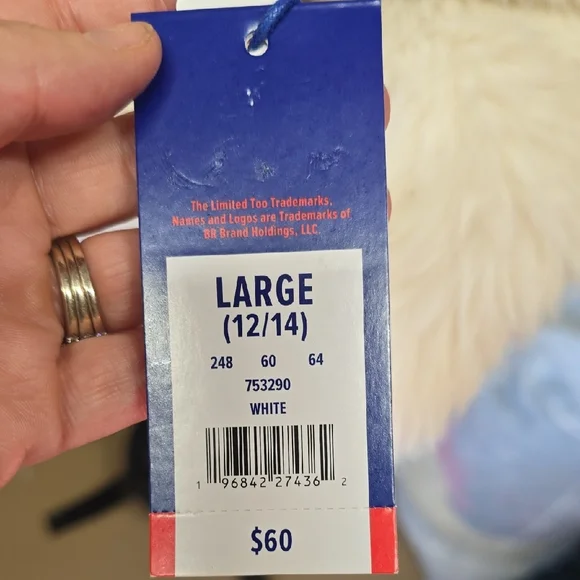 The Limited Too Trademarks,
Names and Logos are Trademarks of
BR Brand Holdings, LLC.
LARGE
(12/14)
248 60 64
753290
WHITE
1 96842 27436 2
$60